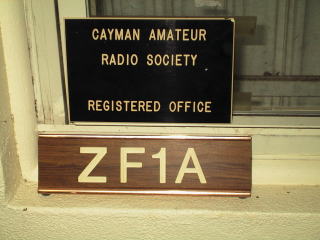 CAYMAN AMATEUR
RADIO SOCIETY
REGISTERED OFFICE
ZF1A